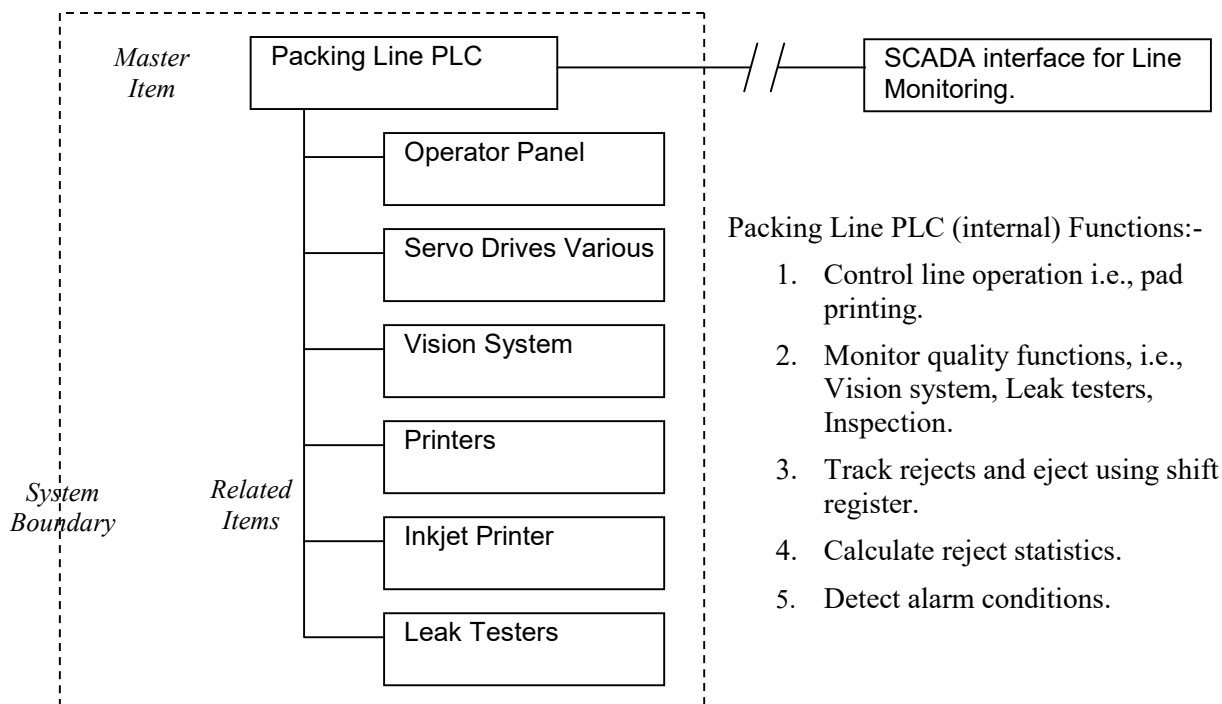 Master
Item
Packing Line PLC
SCADA interface for Line
Monitoring.
Operator Panel
Servo Drives Various
Vision System
Printers
Inkjet Printer
Leak Testers
System
Boundary
Related
Items
Packing Line PLC (internal) Functions:-
1. Control line operation i.e., pad
printing.
2. Monitor quality functions, i.e.,
Vision system, Leak testers,
Inspection.
3. Track rejects and eject using shift
register.
4. Calculate reject statistics.
5. Detect alarm conditions.